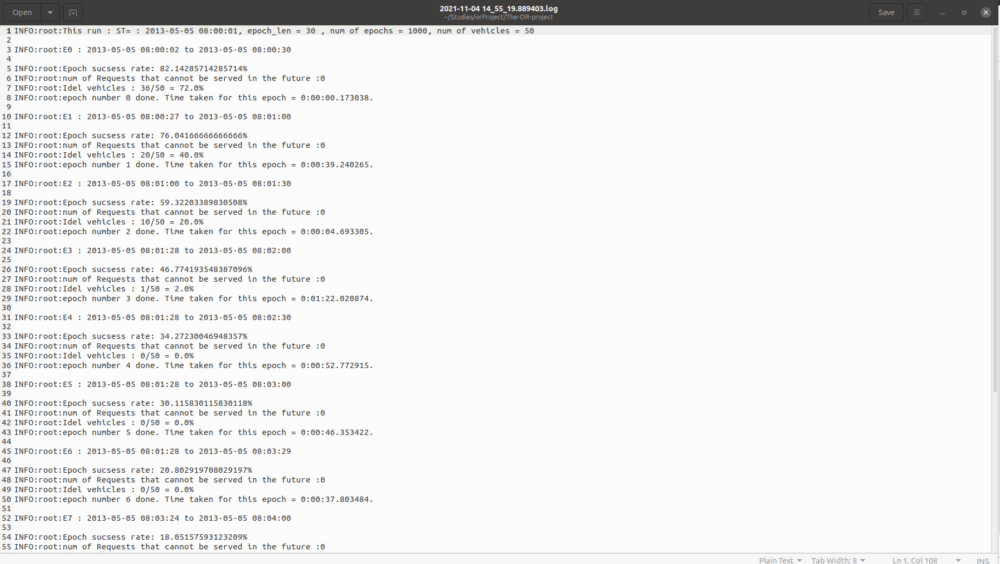 Open
2021-11-04 14_55_19.889403.log
~/Studies/orProject/The-OR-project
Save
1 INFO:root:This run : ST= : 2013-05-05 08:00:01, epoch_len = 30 , num of epochs = 1000, num of vehicles = 50
2
3 INFO:root:E0 : 2013-05-05 08:00:02 to 2013-05-05 08:00:30
4
5 INFO:root:Epoch sucsess rate: 82.14285714285714%
6 INFO:root:num of Requests that cannot be served in the future :0
7 INFO:root:Idel vehicles : 36/50 = 72.0%
8 INFO:root:epoch number 0 done. Time taken for this epoch = 0:00:00.173038.
9
10 INFO:root:E1 : 2013-05-05 08:00:27 to 2013-05-05 08:01:00
11
12 INFO:root:Epoch sucsess rate: 76.04166666666666%
13 INFO:root:num of Requests that cannot be served in the future :0
14 INFO:root:Idel vehicles : 20/50 = 40.0%
15 INFO:root:epoch number 1 done. Time taken for this epoch = 0:00:39.240265.
16
17 INFO:root:E2 : 2013-05-05 08:01:00 to 2013-05-05 08:01:30
18
19 INFO:root:Epoch sucsess rate: 59.32203389830508%
20 INFO:root:num of Requests that cannot be served in the future :0
21 INFO:root:Idel vehicles : 10/50 = 20.0%
22 INFO:root:epoch number 2 done. Time taken for this epoch = 0:00:04.693305.
23
24 INFO:root:E3 : 2013-05-05 08:01:28 to 2013-05-05 08:02:00
25
26 INFO:root:Epoch sucsess rate: 46.774193548387096%
27 INFO:root:num of Requests that cannot be served in the future :0
28 INFO:root:Idel vehicles : 1/50 = 2.0%
29 INFO:root:epoch number 3 done. Time taken for this epoch = 0:01:22.020874.
30
31 INFO:root:E4 : 2013-05-05 08:01:28 to 2013-05-05 08:02:30
32
33 INFO:root:Epoch sucsess rate: 34.27230046948357%
34 INFO:root:num of Requests that cannot be served in the future :0
35 INFO:root:Idel vehicles : 0/50 = 0.0%
36 INFO:root:epoch number 4 done. Time taken for this epoch = 0:00:52.772915.
37
38 INFO:root:E5 : 2013-05-05 08:01:28 to 2013-05-05 08:03:00
39
40 INFO:root:Epoch sucsess rate: 30.115830115830118%
41 INFO:root:num of Requests that cannot be served in the future :0
42 INFO:root:Idel vehicles : 0/50 = 0.0%
43 INFO:root:epoch number 5 done. Time taken for this epoch = 0:00:46.353422.
44
45 INFO:root:E6 : 2013-05-05 08:01:28 to 2013-05-05 08:03:29
46
47 INFO:root:Epoch sucsess rate: 20.802919708029197%
48 INFO:root:num of Requests that cannot be served in the future :0
49 INFO:root:Idel vehicles : 0/50 = 0.0%
50 INFO:root:epoch number 6 done. Time taken for this epoch = 0:00:37.803484.
51
52 INFO:root:E7 : 2013-05-05 08:03:24 to 2013-05-05 08:04:00
53
54 INFO:root:Epoch sucsess rate: 18.05157593123209%
55 INFO:root:num of Requests that cannot be served in the future :0
Plain Text Tab Width: 8 Ln 1, Col 108 INS